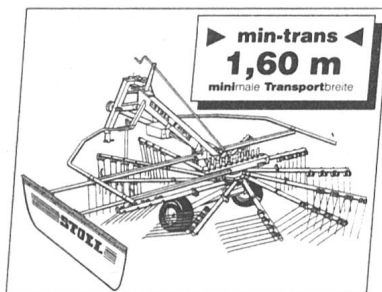 ▶ min-trans ◀
1,60 m
minimale Transportbreite
STOLL